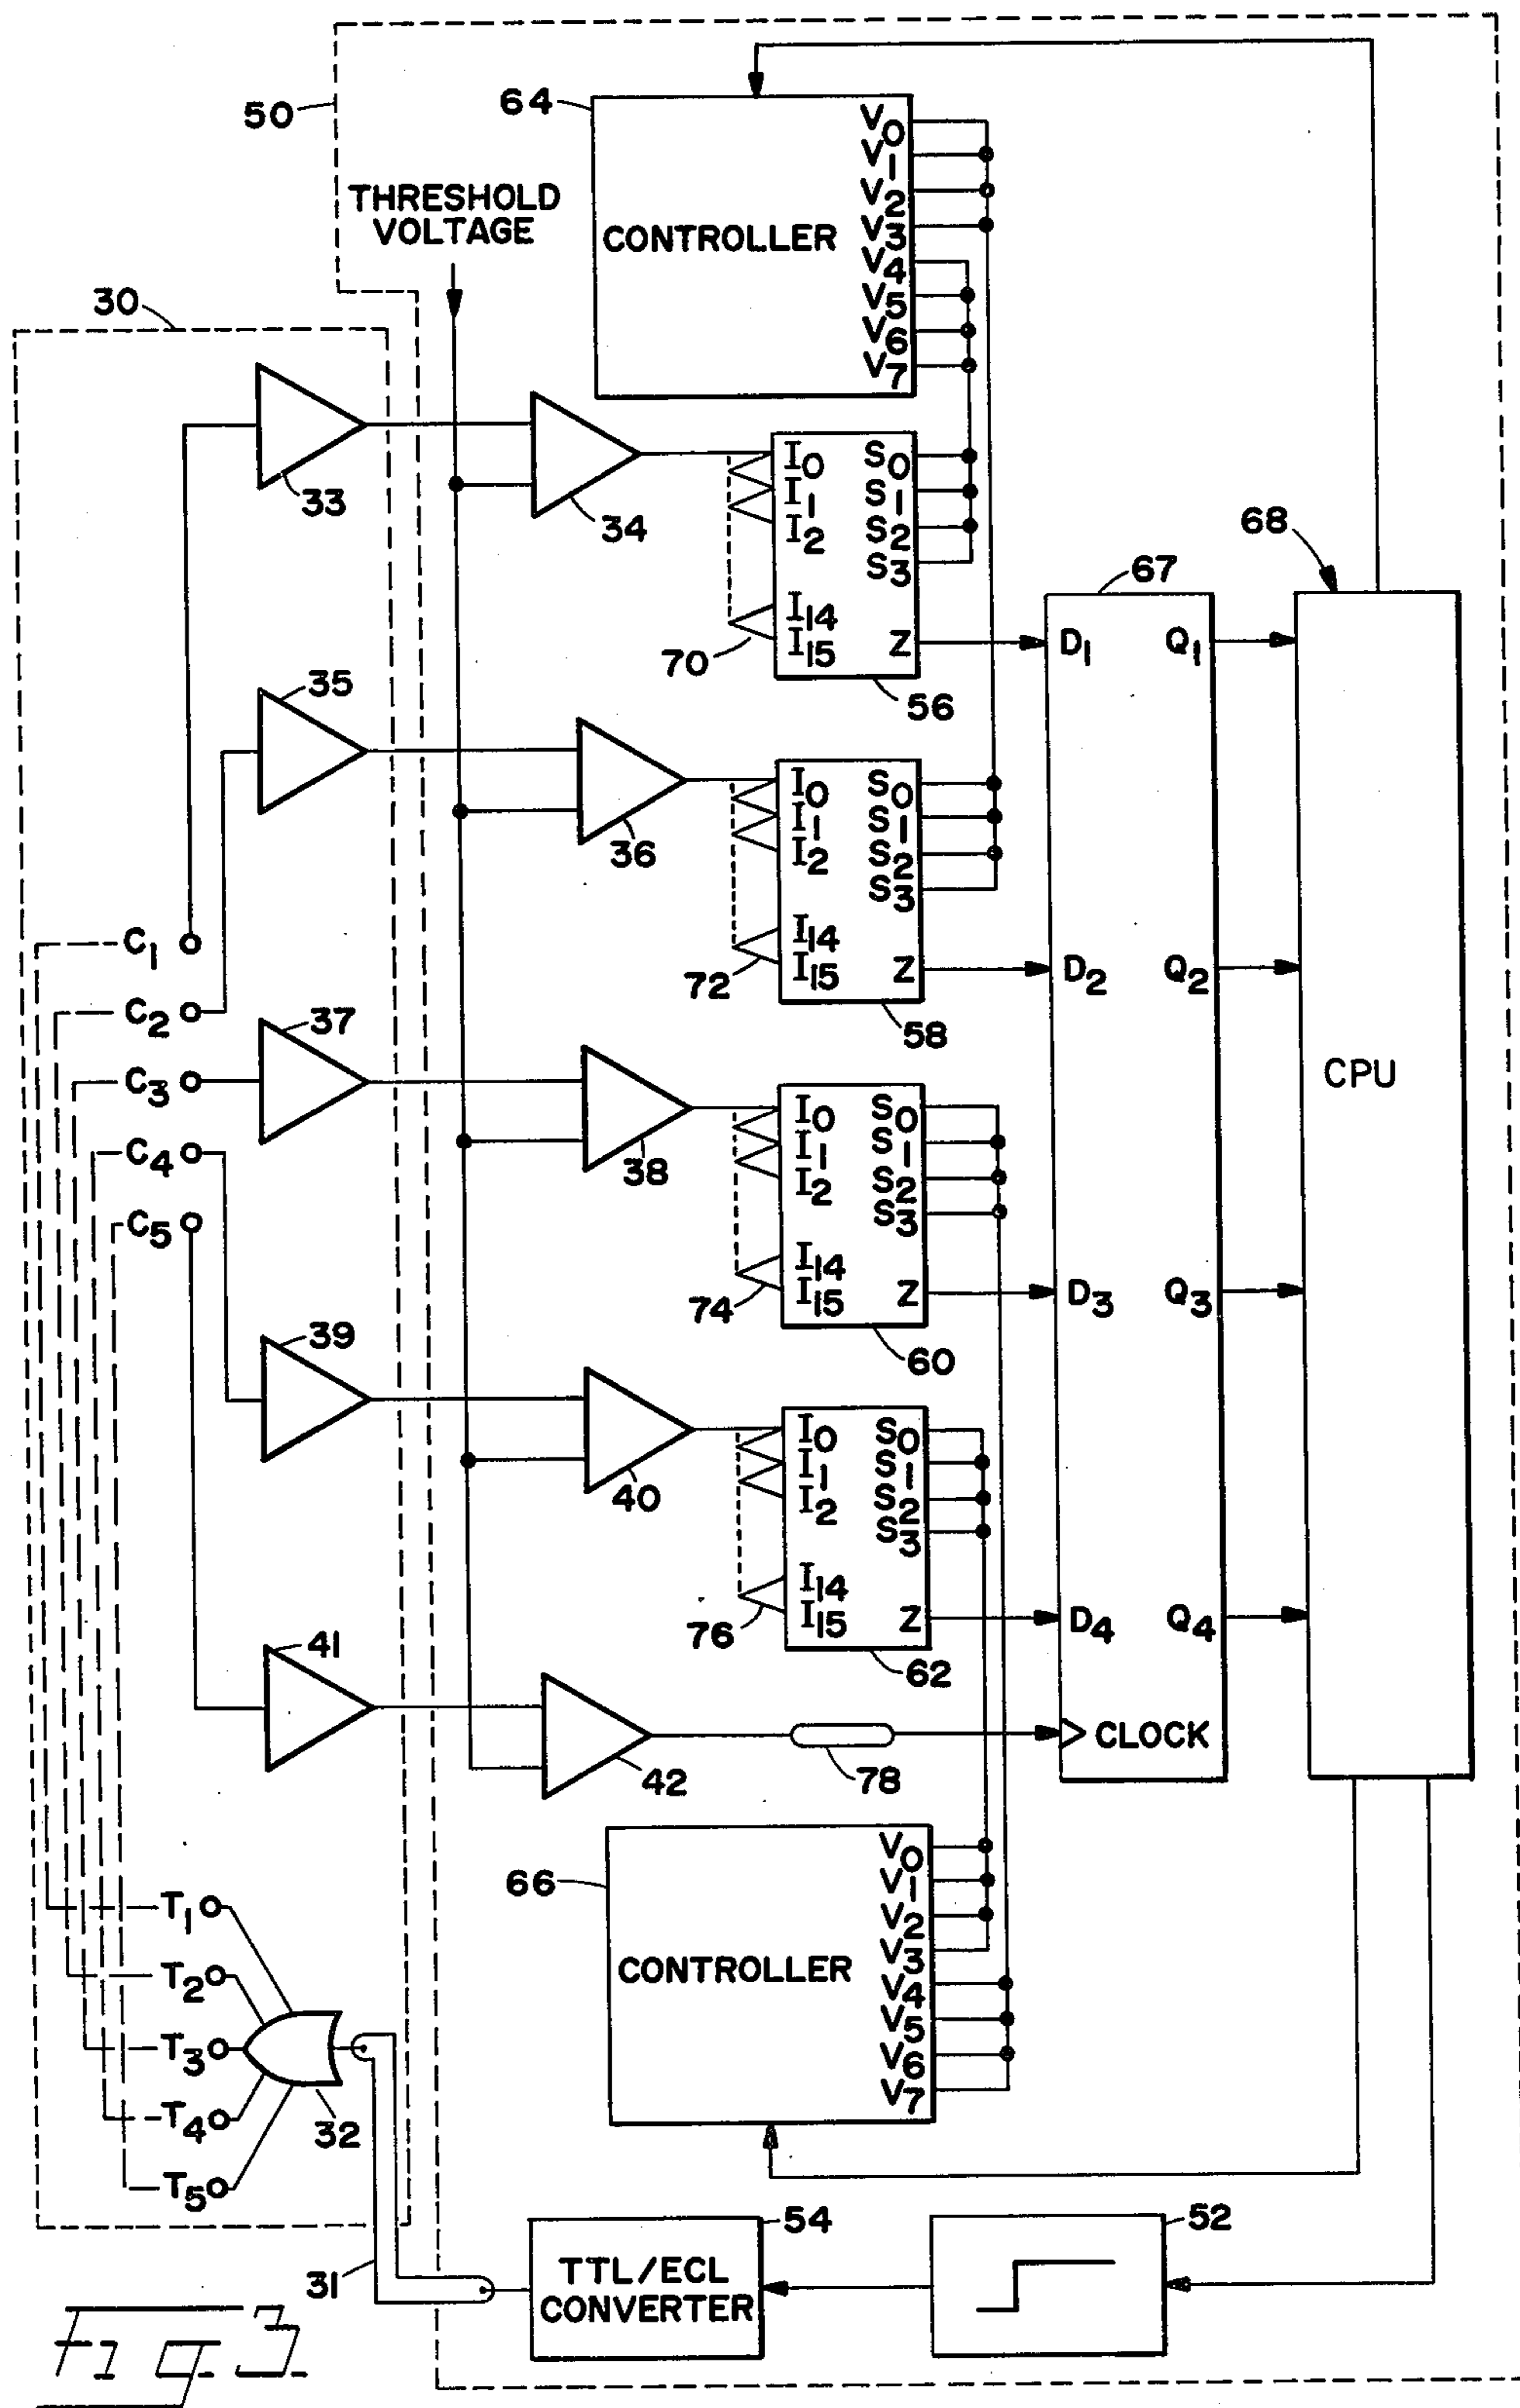 50
64
THRESHOLD
VOLTAGE
CONTROLLER
V0
V1
V2
V3
V4
V5
V6
V7
30
33
34
I0
I1
I2
I14
I15
S0
S1
S2
S3
Z
70
56
67
68
D1
Q1
35
36
I0
I1
I2
I14
I15
S0
S1
S2
S3
Z
72
58
D2
Q2
CPU
C1
C2
C3
C4
C5
37
38
I0
I1
I2
I14
I15
S0
S1
S2
S3
Z
74
60
D3
Q3
39
40
I0
I1
I2
I14
I15
S0
S1
S2
S3
Z
76
62
D4
Q4
41
42
78
CLOCK
66
CONTROLLER
V0
V1
V2
V3
V4
V5
V6
V7
T1
T2
T3
T4
T5
32
31
54
TTL/ECL
CONVERTER
52
Fig 3